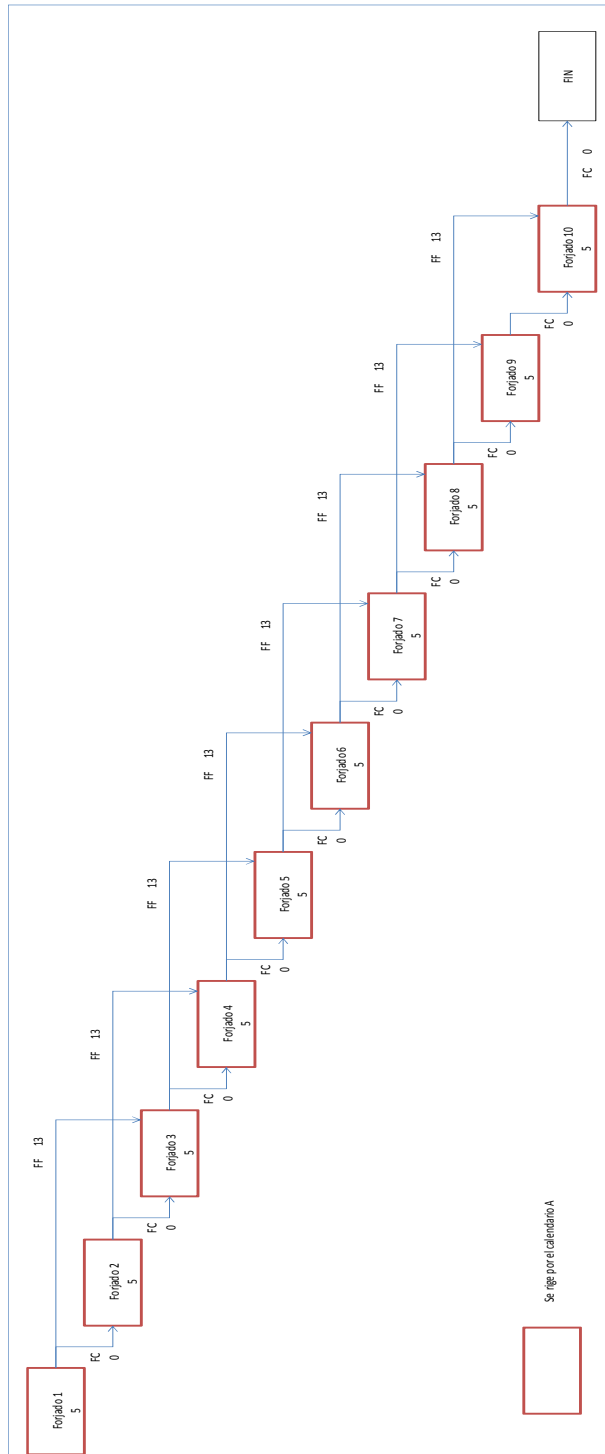 Forjado 1
5
FC
0
FF 13
Forjado 2
5
FC
0
FF 13
Forjado 3
5
FC
0
FF 13
Forjado 4
5
FC
0
FF 13
Forjado 5
5
FC
0
FF 13
Forjado 6
5
FC
0
FF 13
Forjado 7
5
FC
0
FF 13
Forjado 8
5
FC
0
FF 13
Forjado 9
5
FC
0
Forjado 10
5
FC 0
FIN
Se rige por el calendario A